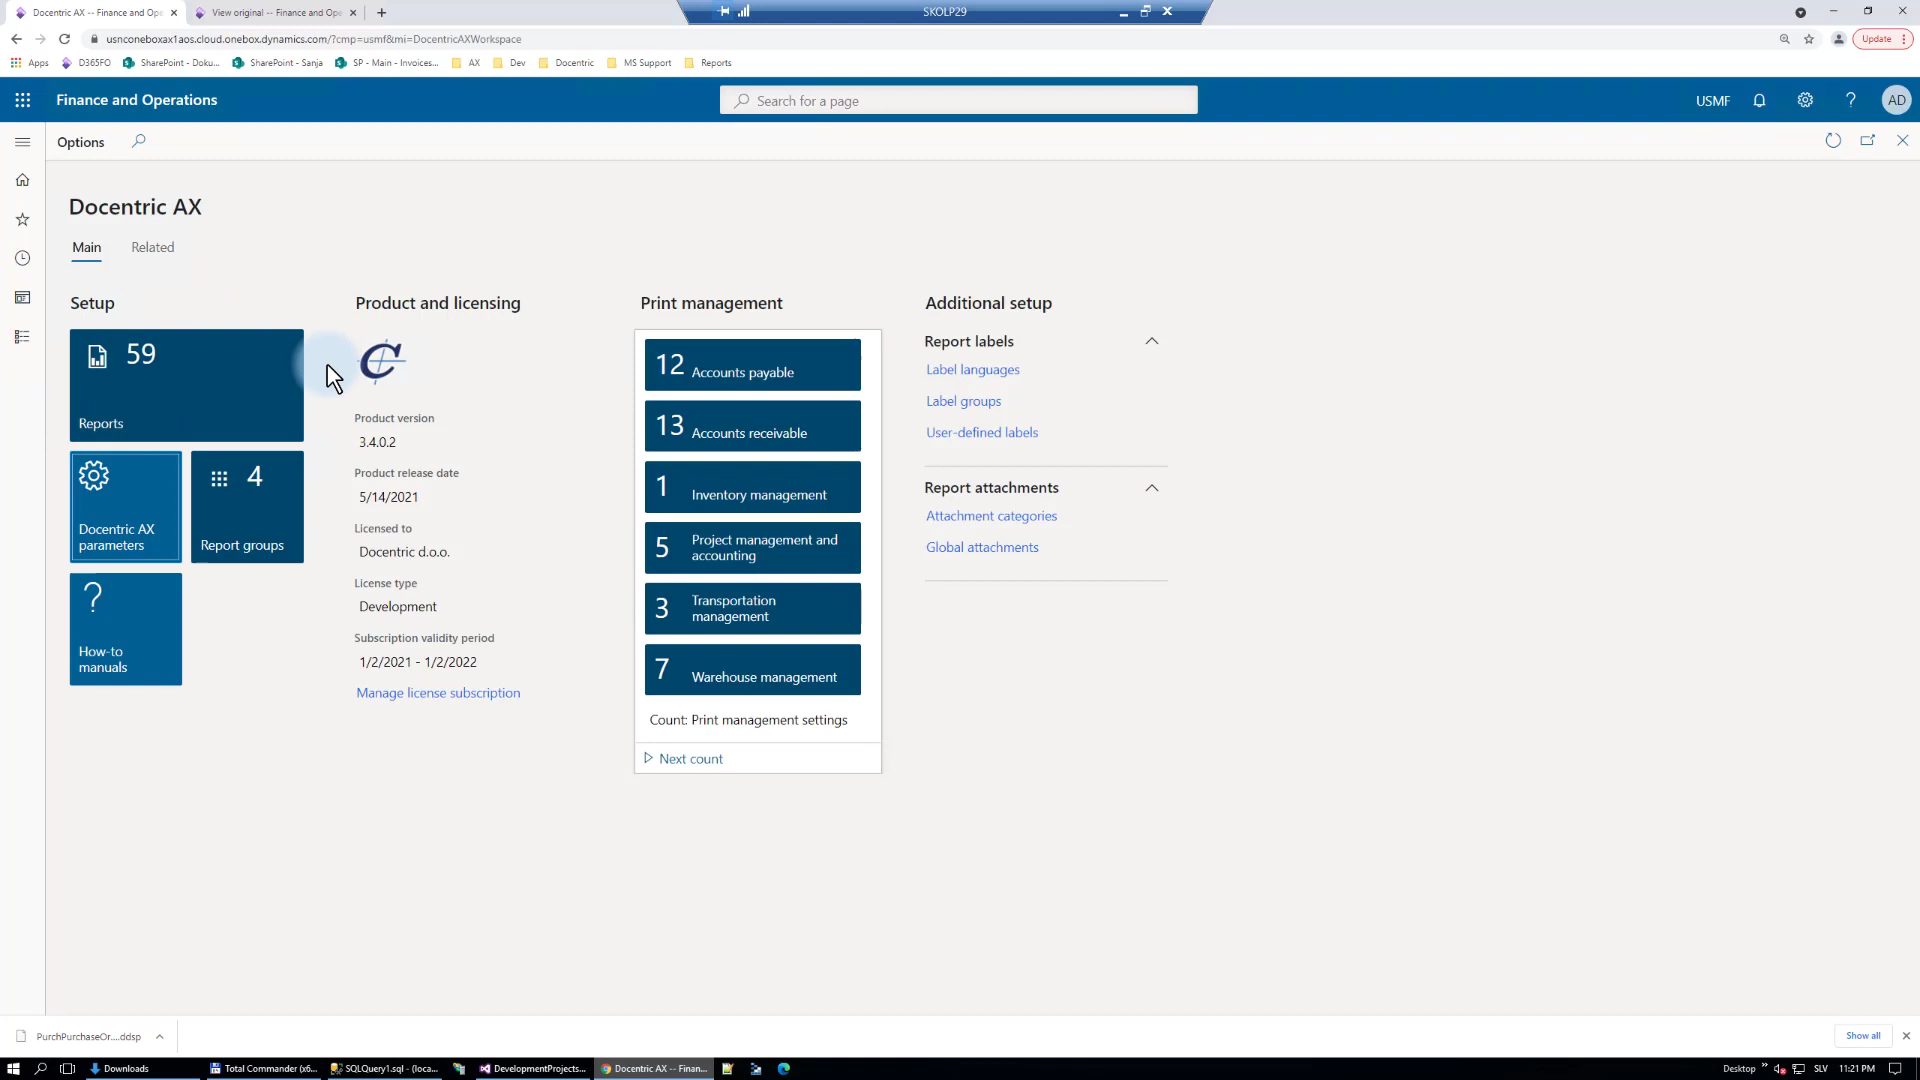 Docentric AX -- Finance and Ope
View original -- Finance and Ope
SKOLP29
usnconeboxax1aos.cloud.onebox.dynamics.com/?cmp=usmf&mi=DocentricAXWorkspace
Update
Apps
D365FO
SharePoint - Doku...
SharePoint - Sanja
SP - Main - Invoices...
AX
Dev
Docentric
MS Support
Reports
Finance and Operations
Search for a page
USMF
?
AD
Options
Docentric AX
Main
Related
Setup
59
Reports
Docentric AX
parameters
4
Report groups
?
How-to
manuals
Product and licensing
C
Product version
3.4.0.2
Product release date
5/14/2021
Licensed to
Docentric d.o.o.
License type
Development
Subscription validity period
1/2/2021 - 1/2/2022
Manage license subscription
Print management
12 Accounts payable
13 Accounts receivable
1 Inventory management
5 Project management and
accounting
3 Transportation
management
7 Warehouse management
Count: Print management settings
Next count
Additional setup
Report labels
Label languages
Label groups
User-defined labels
Report attachments
Attachment categories
Global attachments
PurchPurchaseOr....ddsp
Show all
Downloads
Total Commander (x6...
SQLQuery1.sql - (loca...
DevelopmentProjects...
Docentric AX -- Finan...
Desktop
SLV
11:21 PM